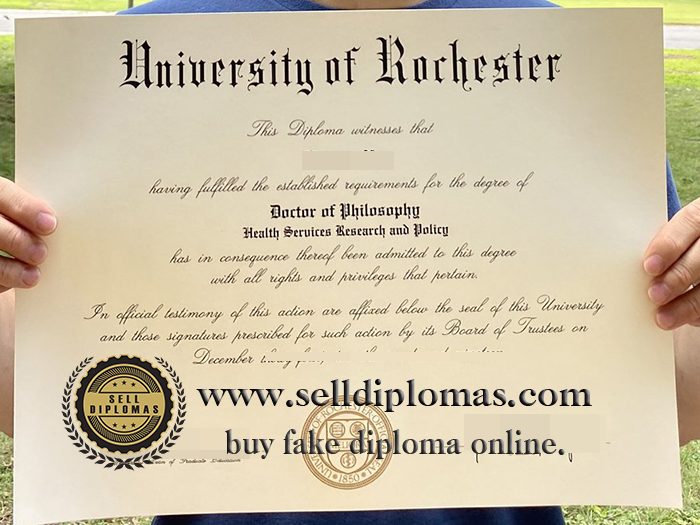 University of Rochester
This Diploma witnesses that
having fulfilled the established requirements for the degree of
Doctor of Philosophy
Health Services Research and Policy
has in consequence thereof been admitted to this degree
with all rights and privileges that pertain.
In official testimony of this action are affixed below the seal of this University
and those signatures prescribed for such action by its Board of Trustees on
December
SELL
DIPLOMAS
www.selldiplomas.com
buy fake diploma online.
1850
of Graduate